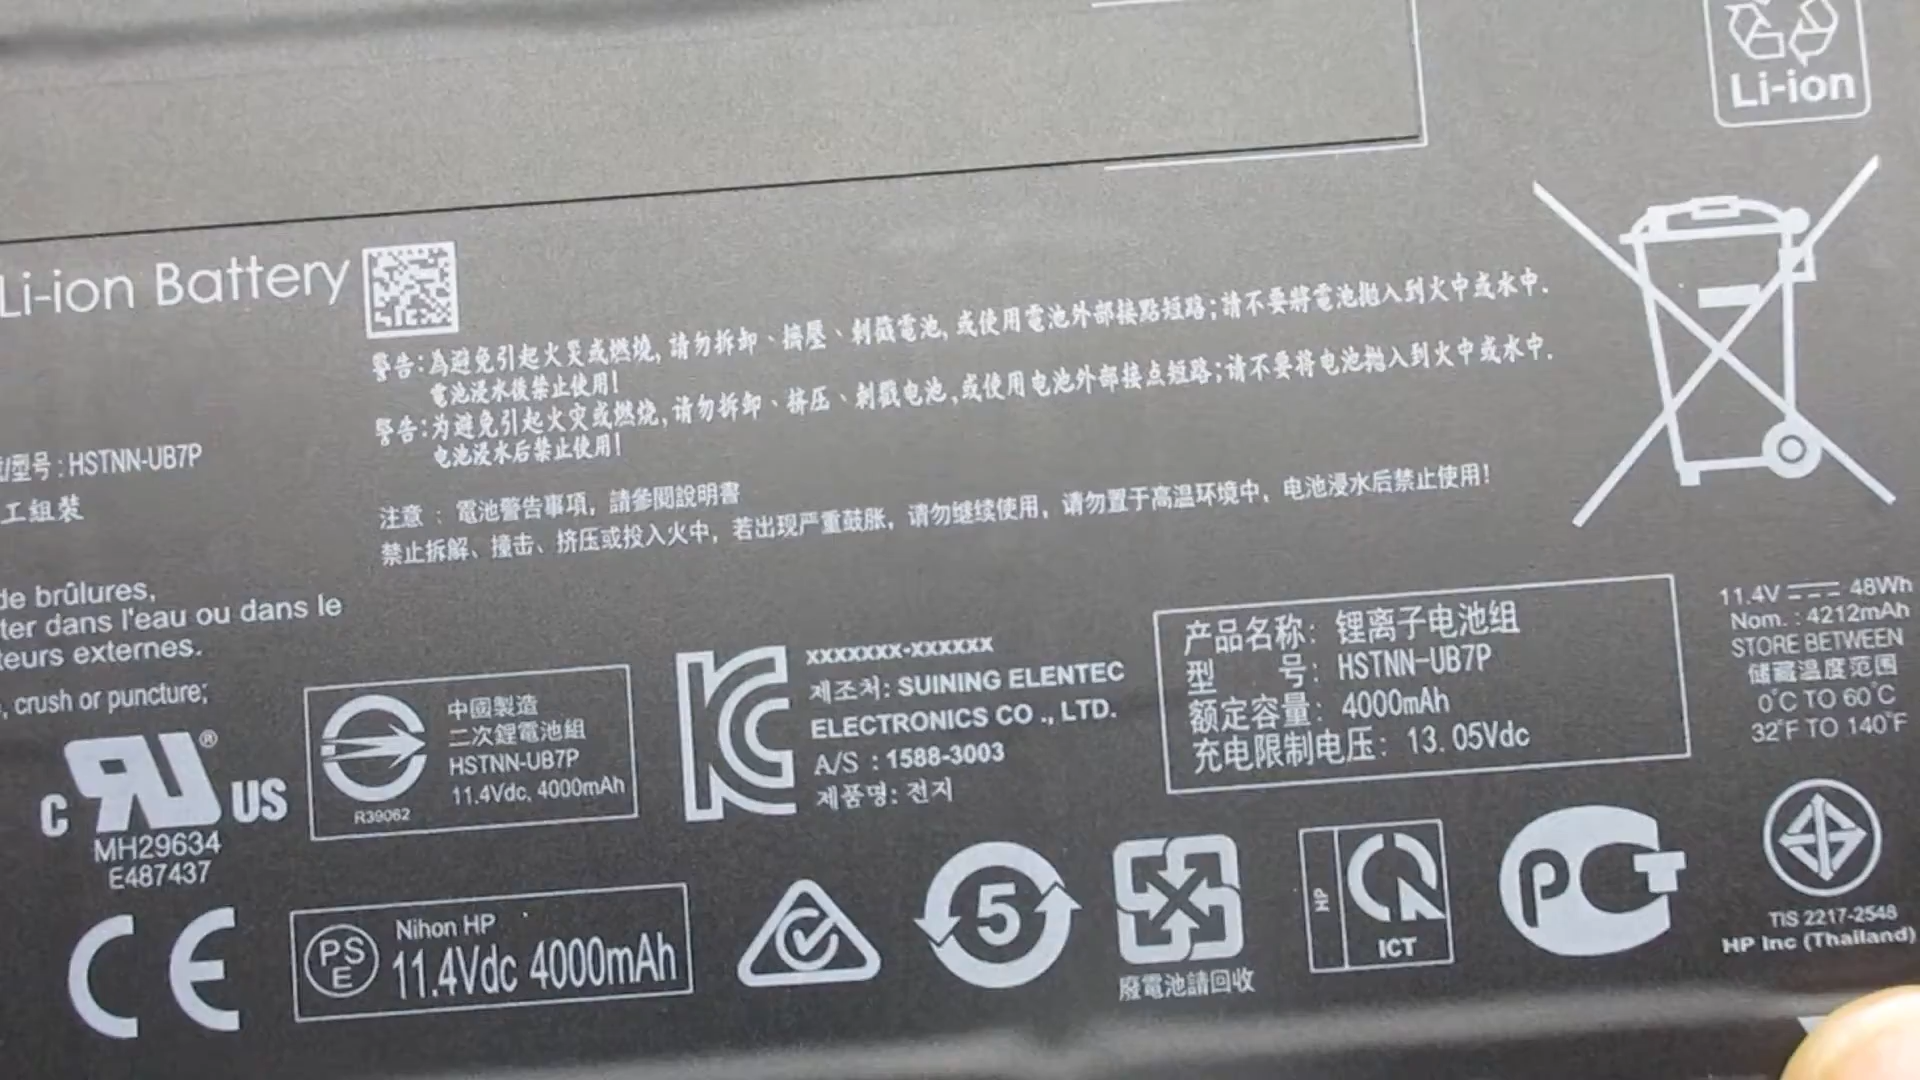 Li-ion
Li-ion Battery
警告:為避免引起火災或燃燒,請勿拆卸、擠壓、刺戳電池,或使用電池外部接點短路;請不要將電池拋入到火中或水中.
電池浸水後禁止使用!
警告:为避免引起火灾或燃烧,请勿拆卸、挤压、刺戳电池,或使用电池外部接点短路;请不要将电池抛入到火中或水中.
电池浸水后禁止使用!
/型号:HSTNN-UB7P
工組裝
注意 : 電池警告事項, 請參閱說明書
禁止拆解、撞击、挤压或投入火中, 若出现严重鼓胀, 请勿继续使用, 请勿置于高温环境中, 电池浸水后禁止使用!
de brûlures,
ter dans l'eau ou dans le
teurs externes.
, crush or puncture;
C RU ® US
MH29634
E487437
中國製造
二次鋰電池組
HSTNN-UB7P
11.4Vdc, 4000mAh
R39062
xxxxxxx-xxxxxx
제조처: SUINING ELENTEC
ELECTRONICS CO ., LTD.
A/S : 1588-3003
제품명: 전지
产品名称: 锂离子电池组
型 号: HSTNN-UB7P
额定容量: 4000mAh
充电限制电压: 13.05Vdc
11.4V 48Wh
Nom. : 4212mAh
STORE BETWEEN
储藏温度范围
0°C TO 60°C
32°F TO 140°F
CE
PS
E
Nihon HP
11.4Vdc 4000mAh
5
廢電池請回收
HP
ICT
PCT
TIS 2217-2548
HP Inc (Thailand)